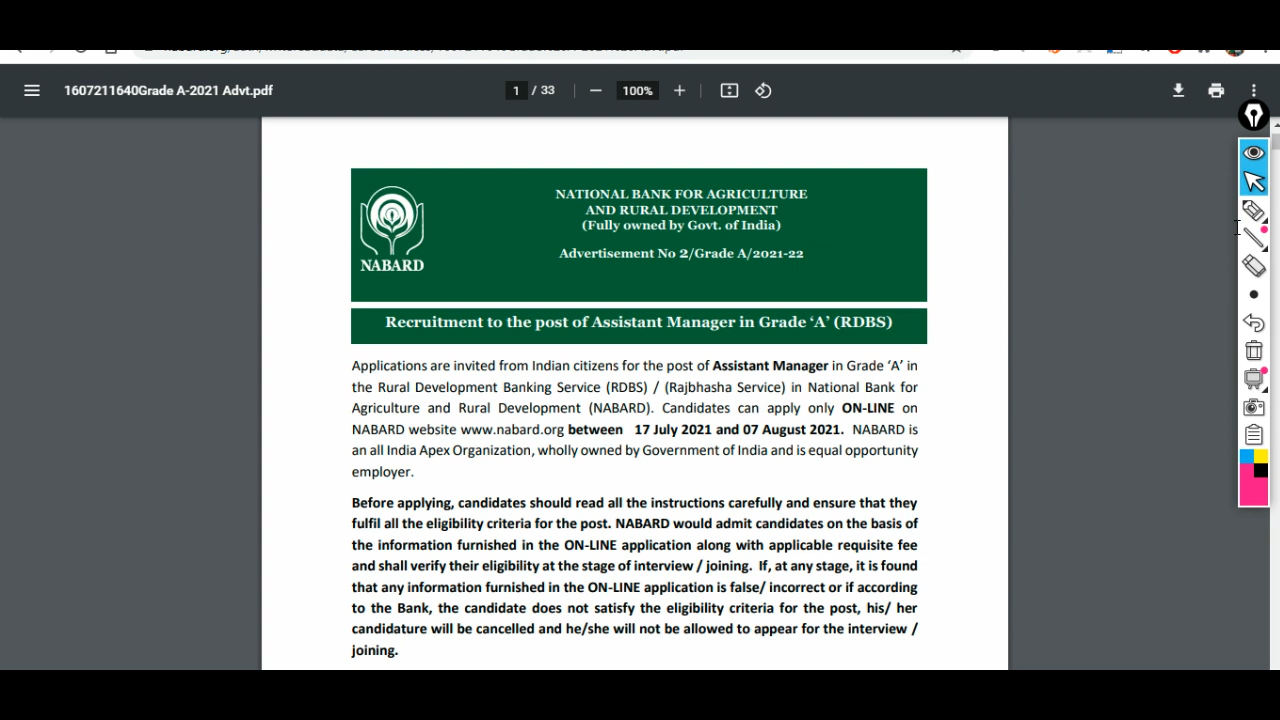 1607211640Grade A-2021 Advt.pdf
1 / 33
100%
NATIONAL BANK FOR AGRICULTURE
AND RURAL DEVELOPMENT
(Fully owned by Govt. of India)
Advertisement No 2/Grade A/2021-22
NABARD
Recruitment to the post of Assistant Manager in Grade ‘A’ (RDBS)
Applications are invited from Indian citizens for the post of Assistant Manager in Grade ‘A’ in
the Rural Development Banking Service (RDBS) / (Rajbhasha Service) in National Bank for
Agriculture and Rural Development (NABARD). Candidates can apply only ON-LINE on
NABARD website www.nabard.org between 17 July 2021 and 07 August 2021. NABARD is
an all India Apex Organization, wholly owned by Government of India and is equal opportunity
employer.
Before applying, candidates should read all the instructions carefully and ensure that they
fulfil all the eligibility criteria for the post. NABARD would admit candidates on the basis of
the information furnished in the ON-LINE application along with applicable requisite fee
and shall verify their eligibility at the stage of interview / joining. If, at any stage, it is found
that any information furnished in the ON-LINE application is false/ incorrect or if according
to the Bank, the candidate does not satisfy the eligibility criteria for the post, his/ her
candidature will be cancelled and he/she will not be allowed to appear for the interview /
joining.